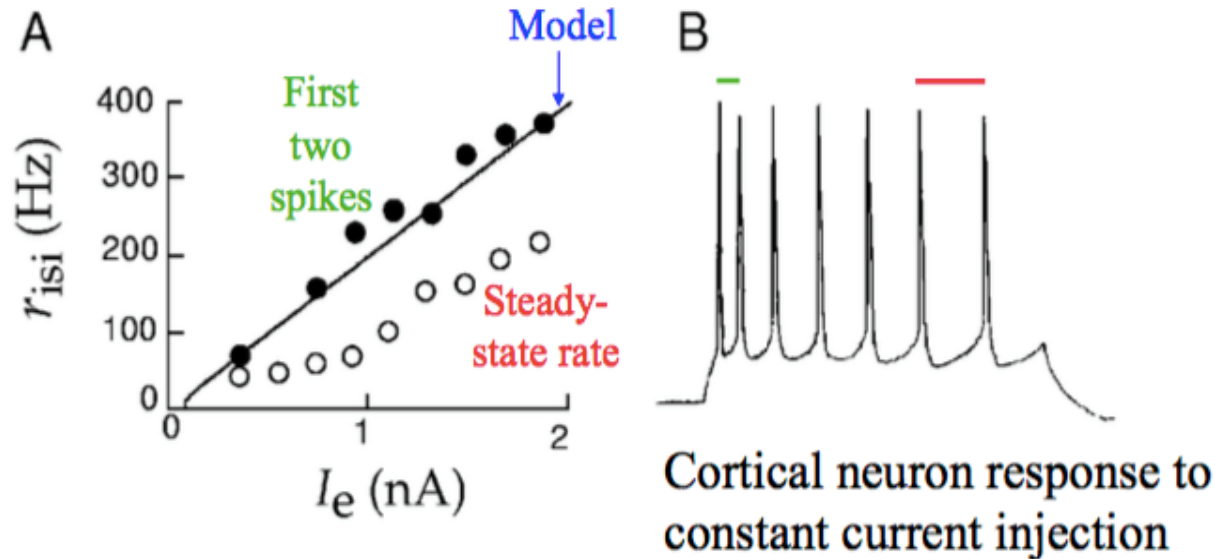 A
Model
B
First
two
spikes
400
300
200
100
0
r_isi (Hz)
Steady-
state rate
0
1
2
I_e (nA)
Cortical neuron response to
constant current injection